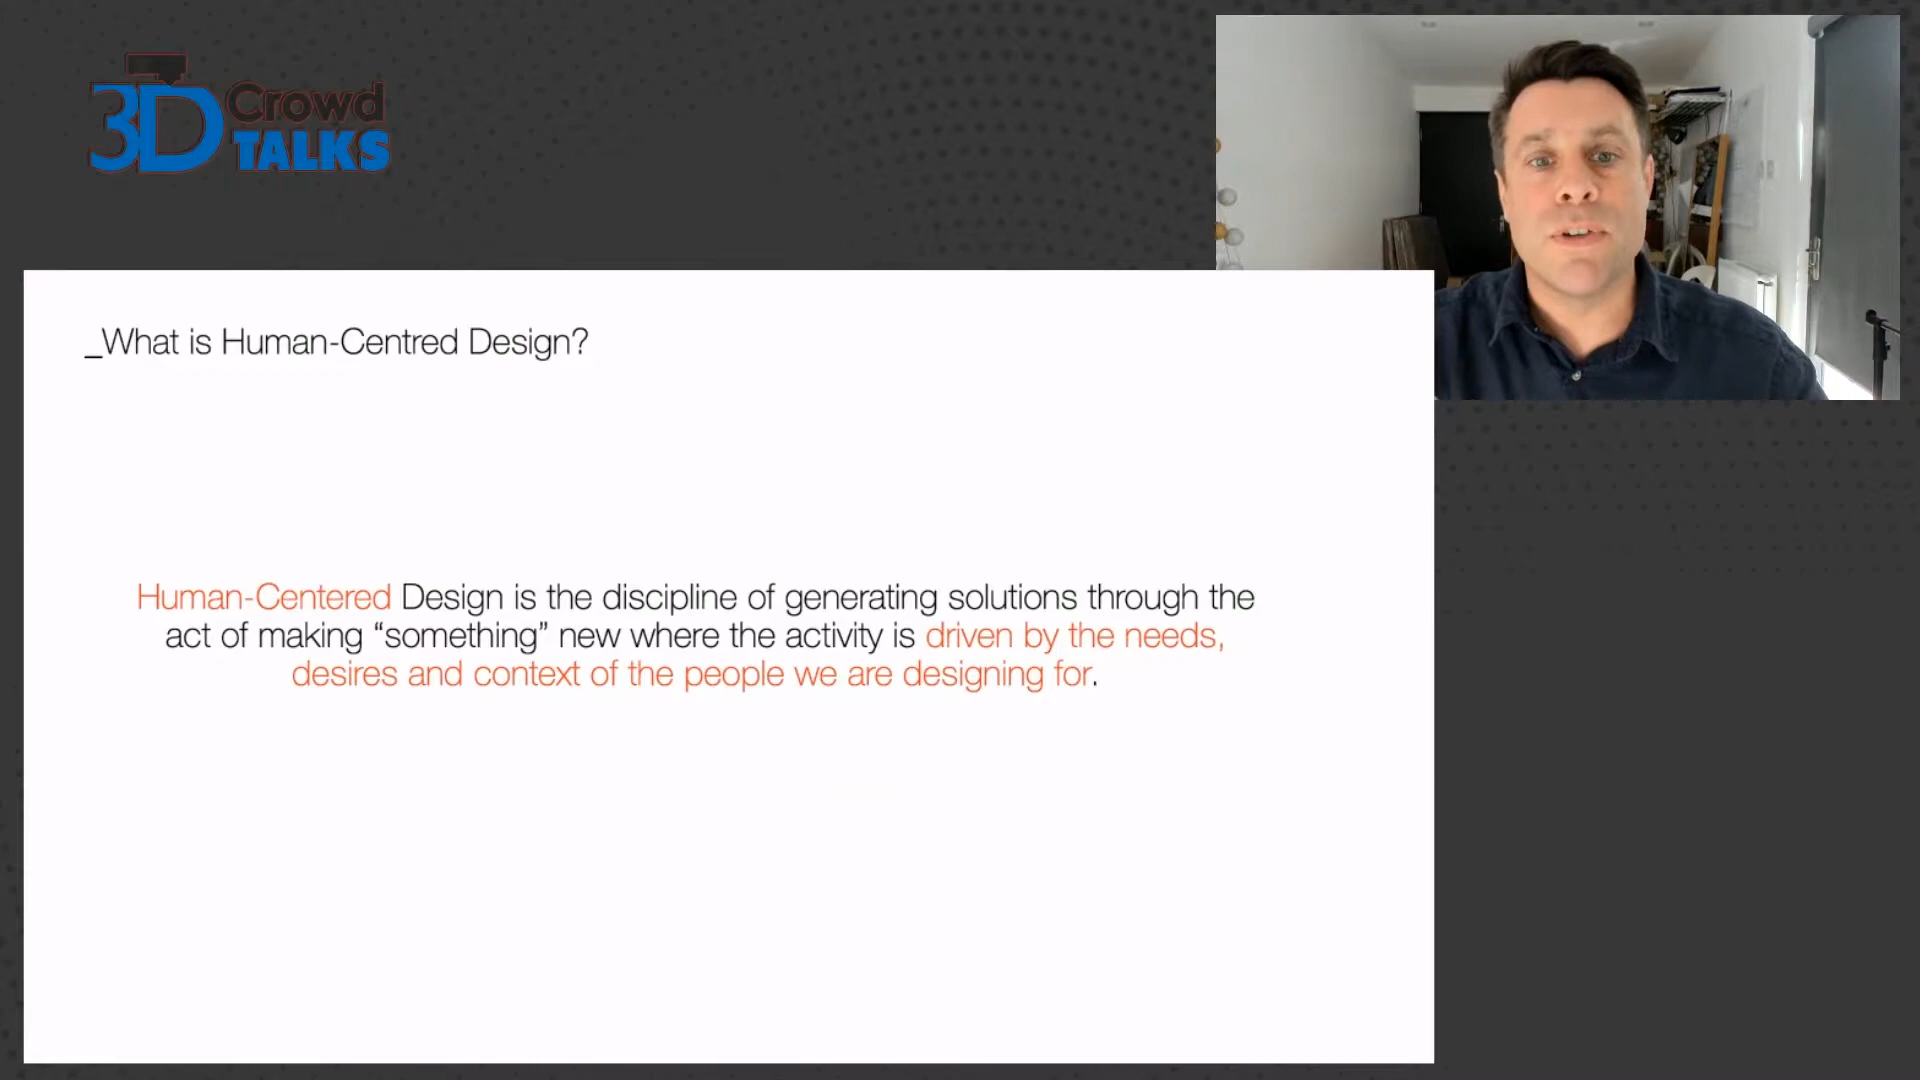 3D Crowd
TALKS
_What is Human-Centred Design?
Human-Centered Design is the discipline of generating solutions through the
act of making “something” new where the activity is driven by the needs,
desires and context of the people we are designing for.